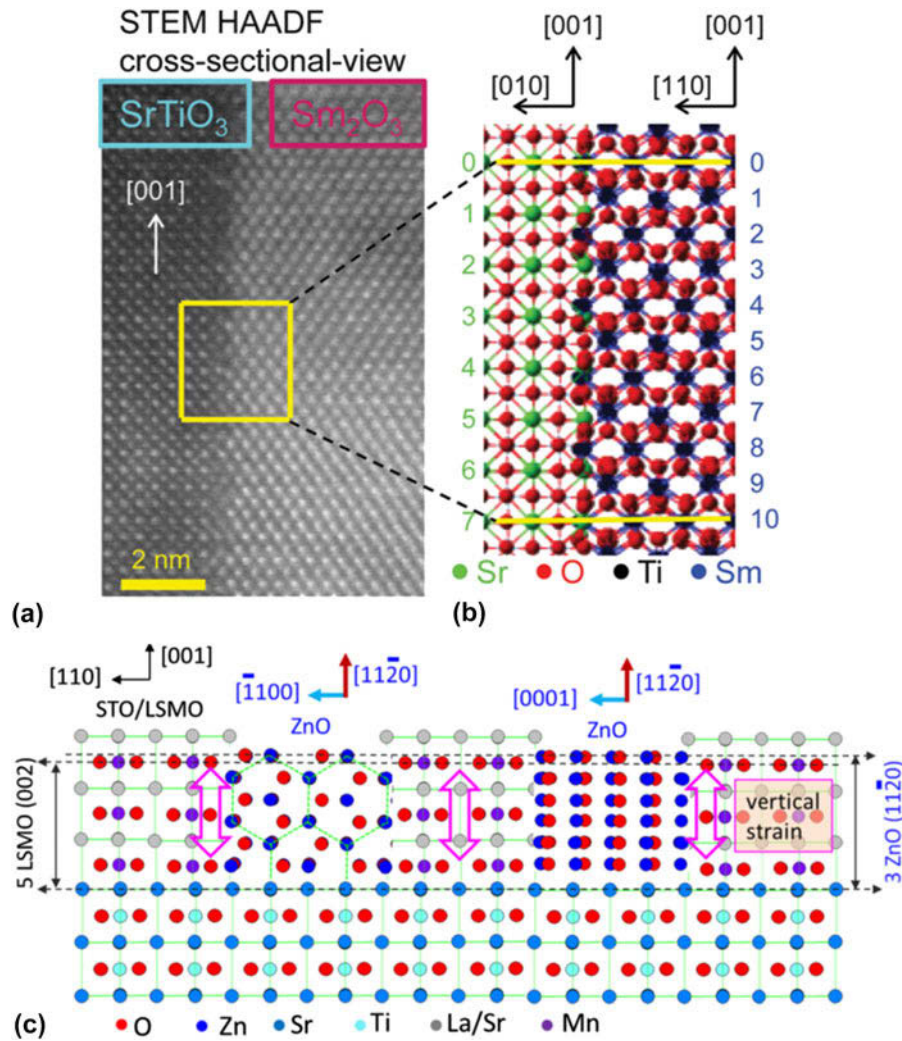 STEM HAADF
cross-sectional-view
SrTiO3
Sm2O3
[001]
2 nm
(a)
[001]
[001]
[010]
[110]
0
1
2
3
4
5
6
7
0
1
2
3
4
5
6
7
8
9
10
Sr
O
Ti
Sm
(b)
[001]
[110]
STO/LSMO
[1̄100]
[112̄0]
ZnO
[0001]
[112̄0]
ZnO
5 LSMO (002)
vertical
strain
3 ZnO (112̄0)
(c)
O
Zn
Sr
Ti
La/Sr
Mn